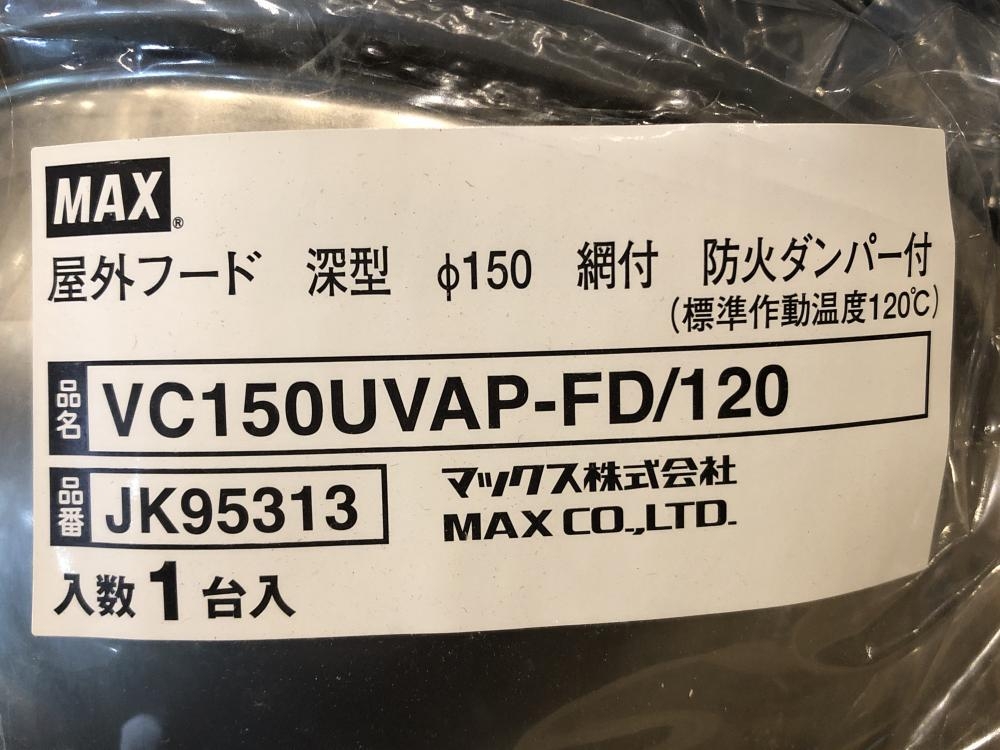 MAX®
屋外フード 深型 φ150 網付 防火ダンパー付
(標準作動温度120℃)
品名 VC150UVAP-FD/120
品番 JK95313
マックス株式会社
MAX CO.,LTD.
入数 1 台入